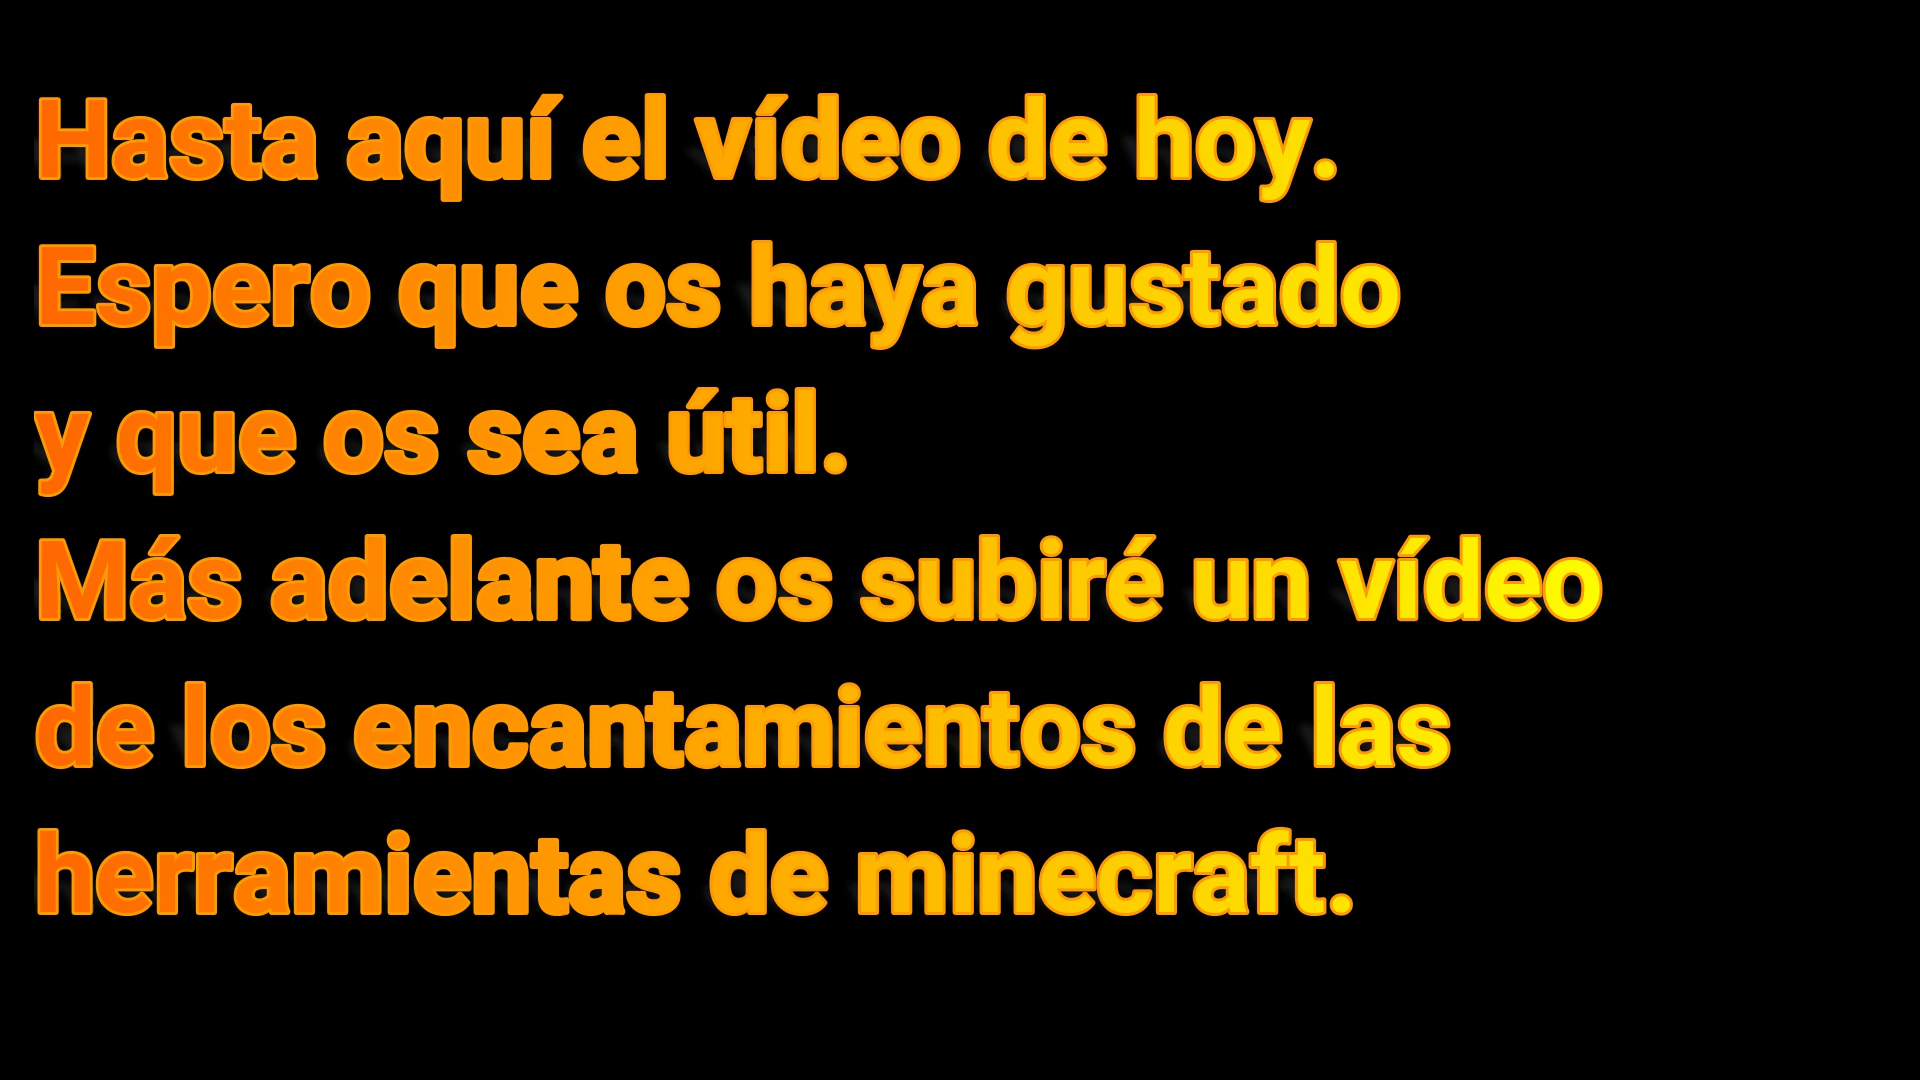 Hasta aquí el vídeo de hoy.
Espero que os haya gustado
y que os sea útil.
Más adelante os subiré un vídeo
de los encantamientos de las
herramientas de minecraft.